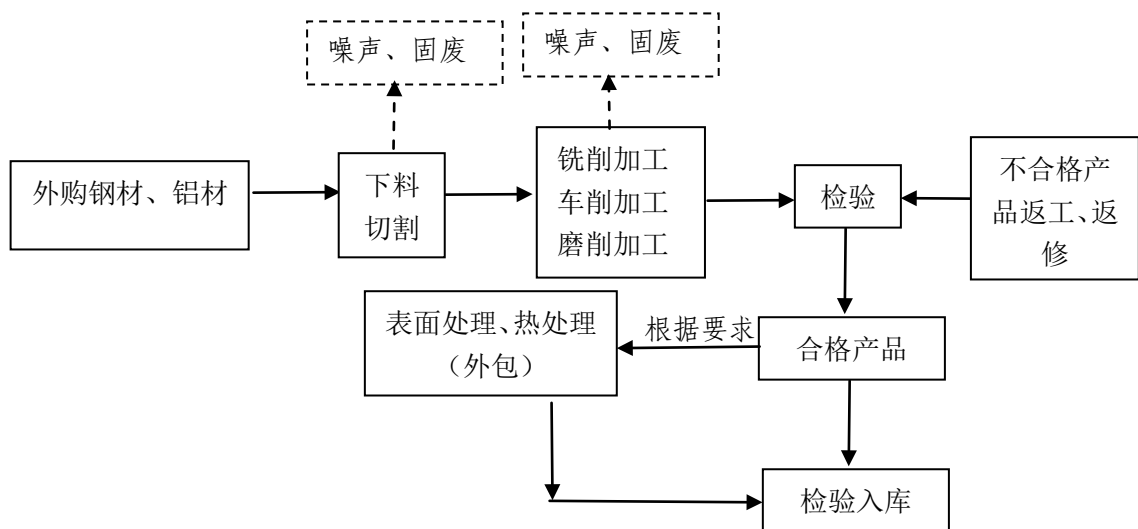 噪声、固废
噪声、固废
外购钢材、铝材
下料
切割
铣削加工
车削加工
磨削加工
检验
不合格产
品返工、返
修
表面处理、热处理
（外包）
根据要求
合格产品
检验入库